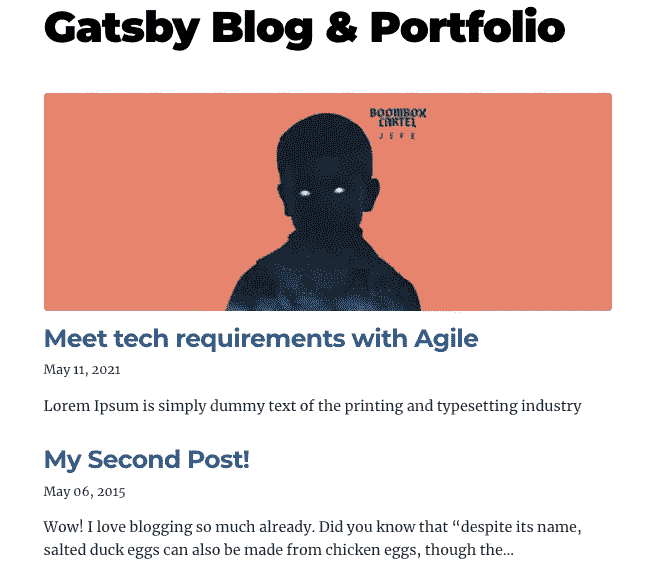 Gatsby Blog & Portfolio
BOOMBOX
CARTEL
JEFE
Meet tech requirements with Agile
May 11, 2021
Lorem Ipsum is simply dummy text of the printing and typesetting industry
My Second Post!
May 06, 2015
Wow! I love blogging so much already. Did you know that “despite its name,
salted duck eggs can also be made from chicken eggs, though the…